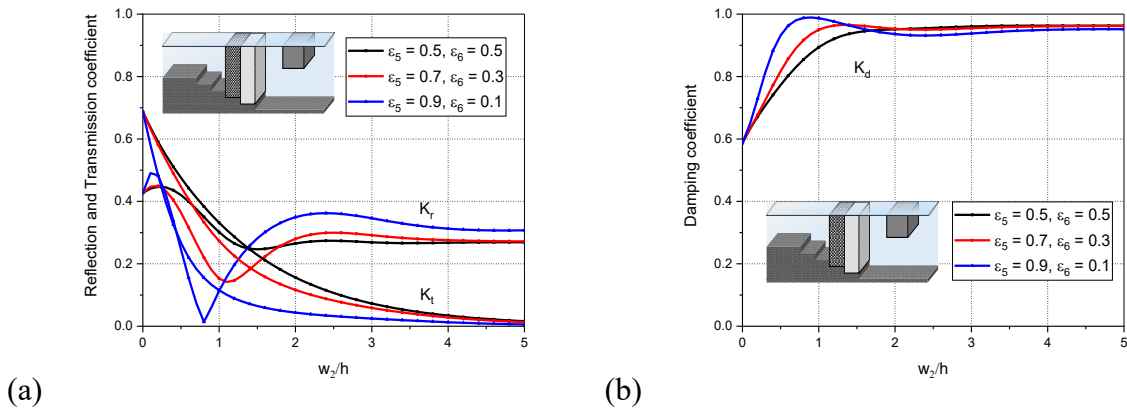 1.0
0.8
0.6
0.4
0.2
0.0
Reflection and Transmission coefficient
ε5 = 0.5, ε6 = 0.5
ε5 = 0.7, ε6 = 0.3
ε5 = 0.9, ε6 = 0.1
Kr
Kt
0 1 2 3 4 5
w2/h
(a)
1.0
0.8
0.6
0.4
0.2
0.0
Damping coefficient
Kd
ε5 = 0.5, ε6 = 0.5
ε5 = 0.7, ε6 = 0.3
ε5 = 0.9, ε6 = 0.1
0 1 2 3 4 5
w2/h
(b)